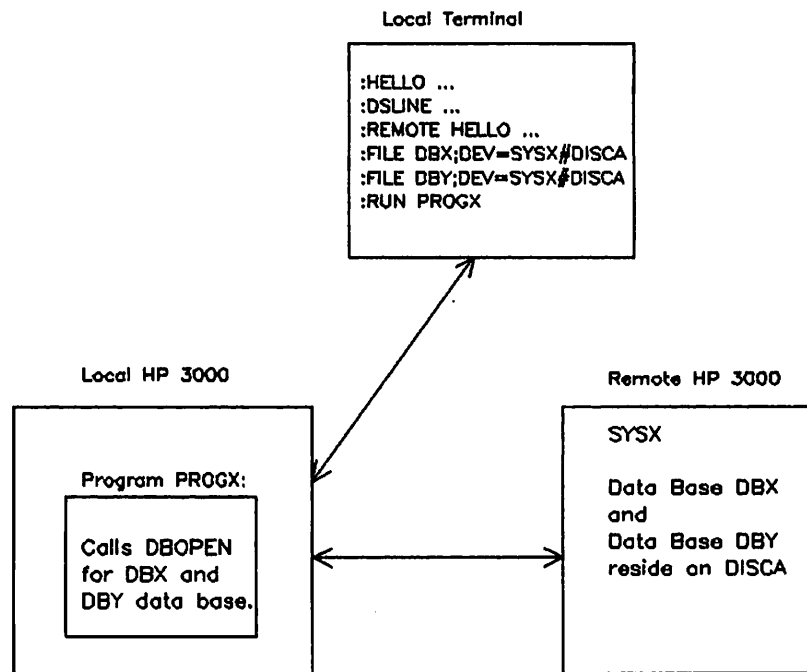 Local Terminal
:HELLO ...
:DSLINE ...
:REMOTE HELLO ...
:FILE DBX;DEV=SYSX#DISCA
:FILE DBY;DEV=SYSX#DISCA
:RUN PROGX
Local HP 3000
Remote HP 3000
Program PROGX:
Calls DBOPEN
for DBX and
DBY data base.
SYSX
Data Base DBX
and
Data Base DBY
reside on DISCA